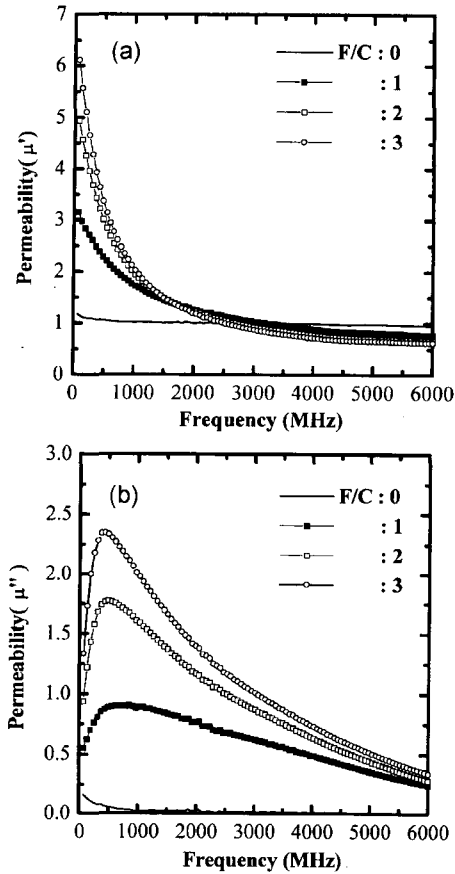 7
6
5
4
3
2
1
0
Permeability( μ')
(a)
F/C : 0
: 1
: 2
: 3
0 1000 2000 3000 4000 5000 6000
Frequency (MHz)
3.0
2.5
2.0
1.5
1.0
0.5
0.0
Permeability( μ'')
(b)
F/C : 0
: 1
: 2
: 3
0 1000 2000 3000 4000 5000 6000
Frequency (MHz)